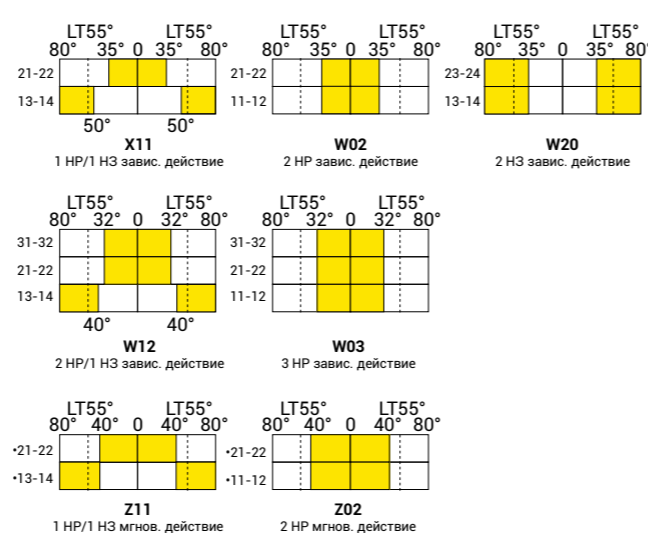 LT55° LT55° LT55° LT55° LT55° LT55°
80° 35° 0 35° 80° 80° 35° 0 35° 80° 80° 35° 0 35° 80°
21-22 21-22 23-24
13-14 11-12 13-14
50° 50°
X11 W02 W20
1 НР/1 НЗ завис. действие 2 НР завис. действие 2 НЗ завис. действие
LT55° LT55° LT55° LT55°
80° 32° 0 32° 80° 80° 32° 0 32° 80°
31-32 31-32
21-22 21-22
13-14 11-12
40° 40°
W12 W03
2 НР/1 НЗ завис. действие 3 НР завис. действие
LT55° LT55° LT55° LT55°
80° 40° 0 40° 80° 80° 40° 0 40° 80°
•21-22 •21-22
•13-14 •11-12
Z11 Z02
1 НР/1 НЗ мгнов. действие 2 НР мгнов. действие